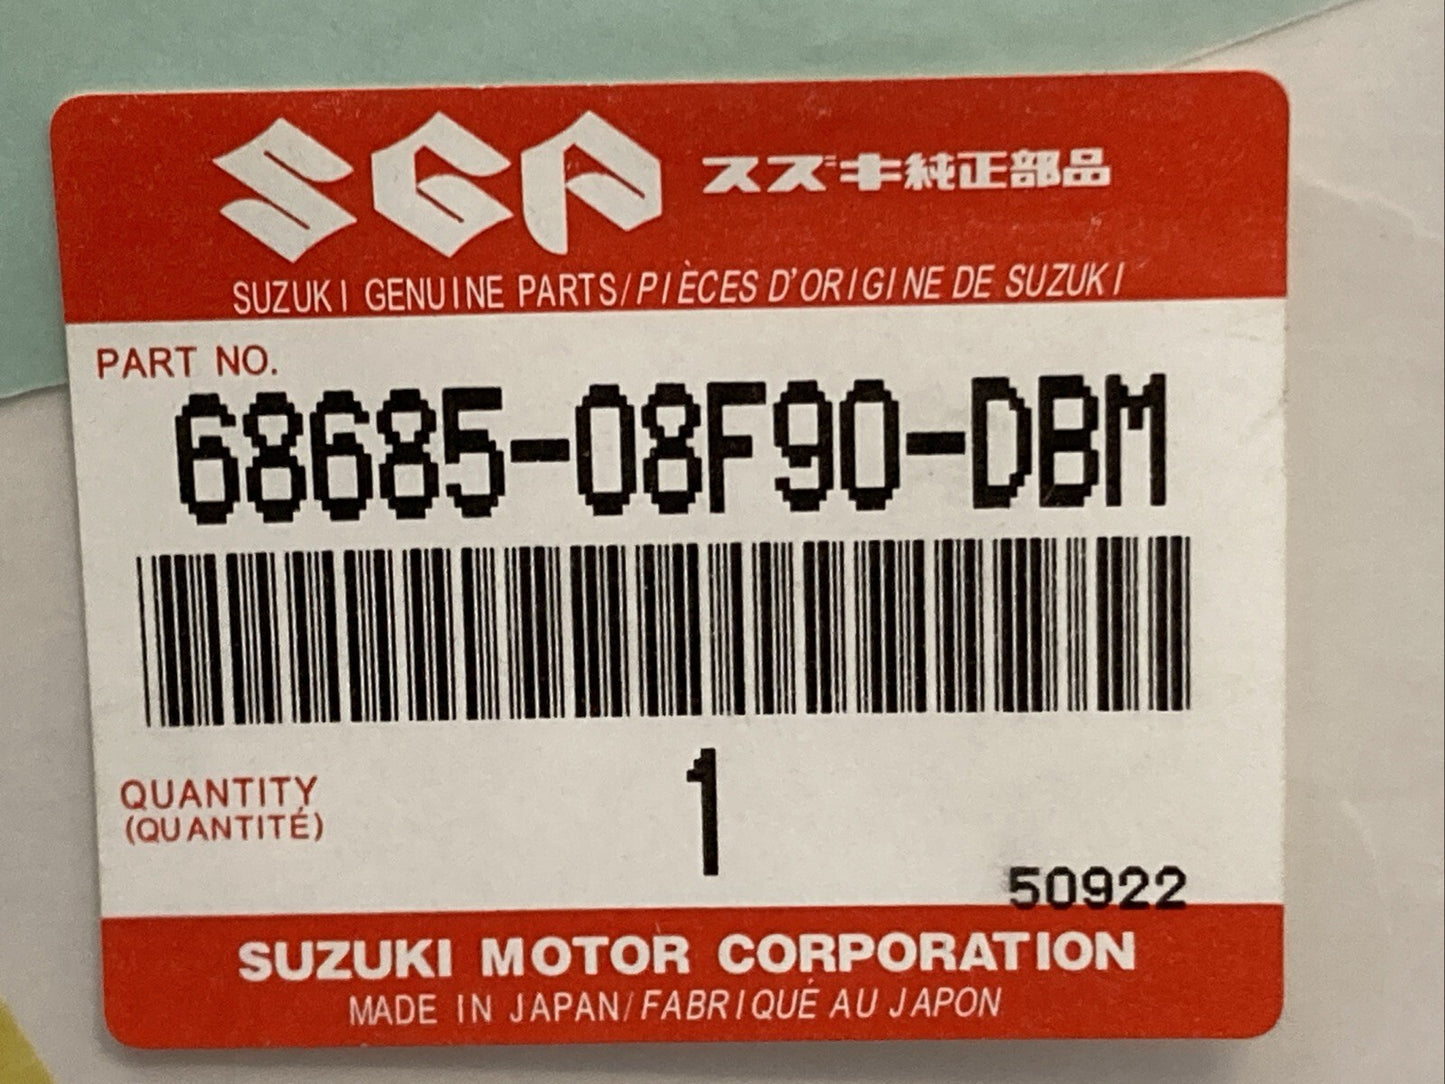 SGP スズキ純正部品
SUZUKI GENUINE PARTS/PIÈCES D'ORIGINE DE SUZUKI
PART NO.
68685-08F90-DBM
QUANTITY
(QUANTITÉ)
1
50922
SUZUKI MOTOR CORPORATION
MADE IN JAPAN/FABRIQUÉ AU JAPON